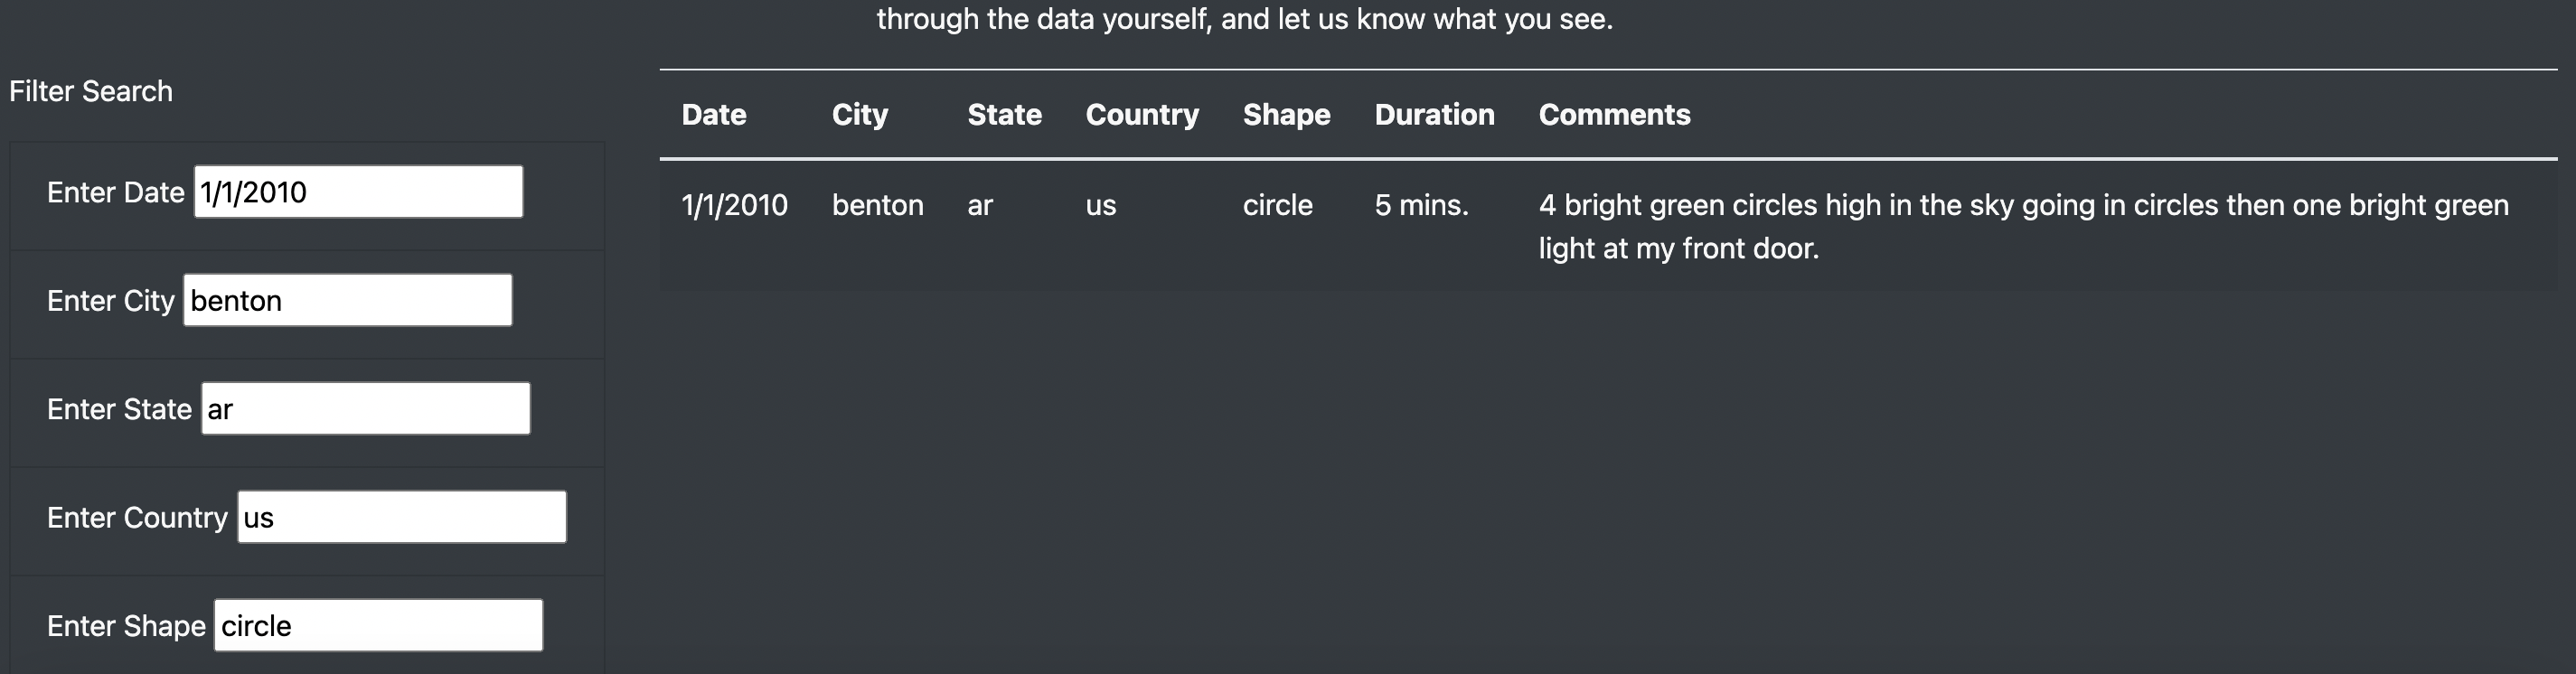 through the data yourself, and let us know what you see.
Filter Search
Enter Date 1/1/2010
Enter City benton
Enter State ar
Enter Country us
Enter Shape circle
Date City State Country Shape Duration Comments
1/1/2010 benton ar us circle 5 mins. 4 bright green circles high in the sky going in circles then one bright green
light at my front door.